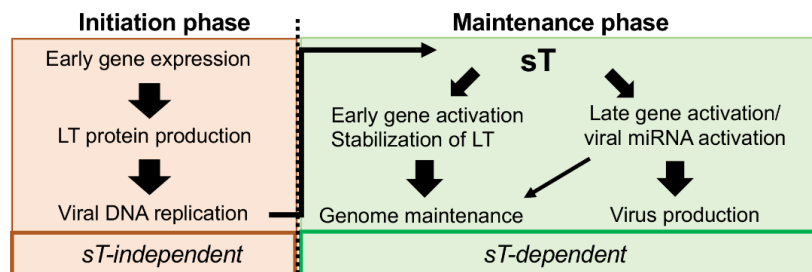 Initiation phase
Maintenance phase
Early gene expression
LT protein production
Viral DNA replication
sT-independent
sT
Early gene activation
Stabilization of LT
Genome maintenance
Late gene activation/
viral miRNA activation
Virus production
sT-dependent